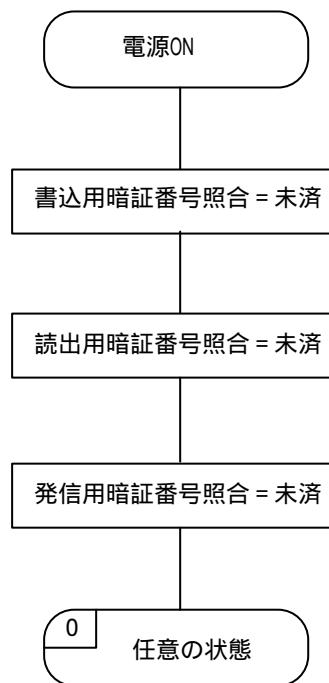 電源ON
書込用暗証番号照合 = 未済
読出用暗証番号照合 = 未済
発信用暗証番号照合 = 未済
0
任意の状態